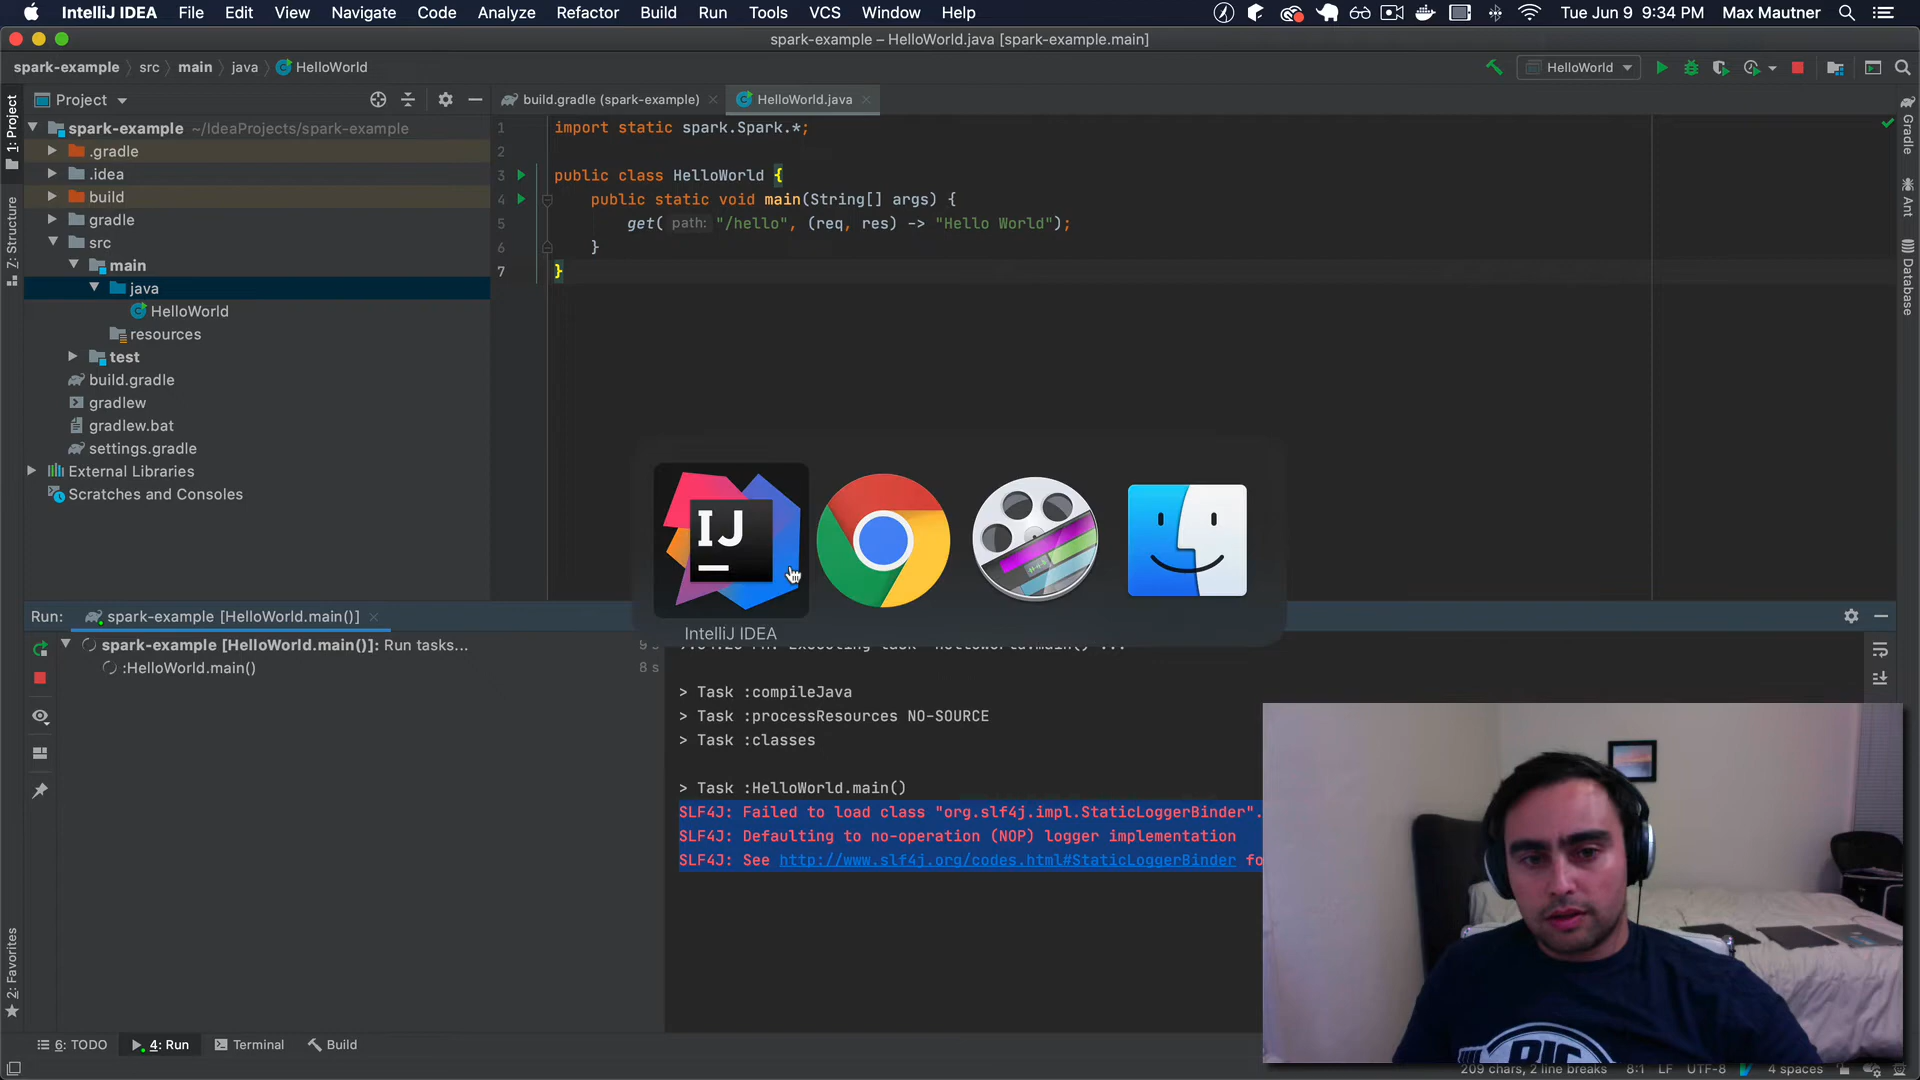 IntelliJ IDEA File Edit View Navigate Code Analyze Refactor Build Run Tools VCS Window Help Tue Jun 9 9:34 PM Max Mautner
spark-example – HelloWorld.java [spark-example.main]
spark-example src main java HelloWorld HelloWorld
1: Project
Project
build.gradle (spark-example) HelloWorld.java
spark-example ~/IdeaProjects/spark-example
.gradle
.idea
build
gradle
src
main
java
HelloWorld
resources
test
build.gradle
gradlew
gradlew.bat
settings.gradle
External Libraries
Scratches and Consoles
1 import static spark.Spark.*;
2
3 public class HelloWorld {
4 public static void main(String[] args) {
5 get( path: "/hello", (req, res) -> "Hello World");
6 }
7 }
Gradle
Ant
Database
Z: Structure
2: Favorites
IJ
IntelliJ IDEA
Run: spark-example [HelloWorld.main()]
spark-example [HelloWorld.main()]: Run tasks... 9 s
:HelloWorld.main() 8 s
> Task :compileJava
> Task :processResources NO-SOURCE
> Task :classes
> Task :HelloWorld.main()
SLF4J: Failed to load class "org.slf4j.impl.StaticLoggerBinder".
SLF4J: Defaulting to no-operation (NOP) logger implementation
SLF4J: See http://www.slf4j.org/codes.html#StaticLoggerBinder fo
6: TODO 4: Run Terminal Build
209 chars, 2 line breaks 8:1 LF UTF-8 4 spaces